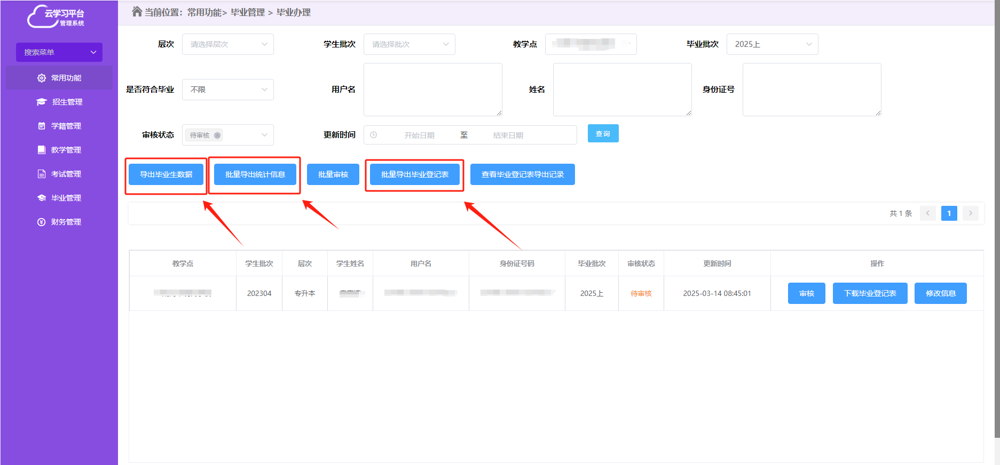 云学习平台
管理系统
搜索菜单
常用功能
招生管理
学籍管理
教学管理
考试管理
毕业管理
财务管理
当前位置：常用功能> 毕业管理 > 毕业办理
层次 请选择层次 学生批次 请选择批次 教学点 毕业批次 2025上
是否符合毕业 不限 用户名 姓名 身份证号
审核状态 待审核 更新时间 开始日期 至 结束日期 查询
导出毕业生数据 批量导出统计信息 批量审核 批量导出毕业登记表 查看毕业登记表导出记录
共 1 条 1
教学点 学生批次 层次 学生姓名 用户名 身份证号码 毕业批次 审核状态 更新时间 操作
202304 专升本 2025上 待审核 2025-03-14 08:45:01 审核 下载毕业登记表 修改信息